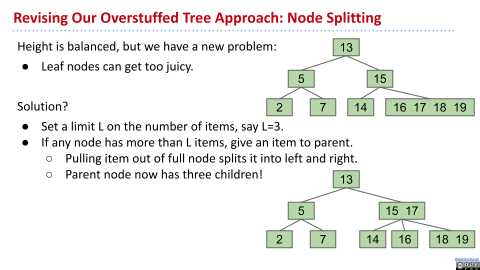 Revising Our Overstuffed Tree Approach: Node Splitting
Height is balanced, but we have a new problem:
● Leaf nodes can get too juicy.
13
5 15
2 7 14 16 17 18 19
Solution?
● Set a limit L on the number of items, say L=3.
● If any node has more than L items, give an item to parent.
○ Pulling item out of full node splits it into left and right.
○ Parent node now has three children!
13
5 15 17
2 7 14 16 18 19